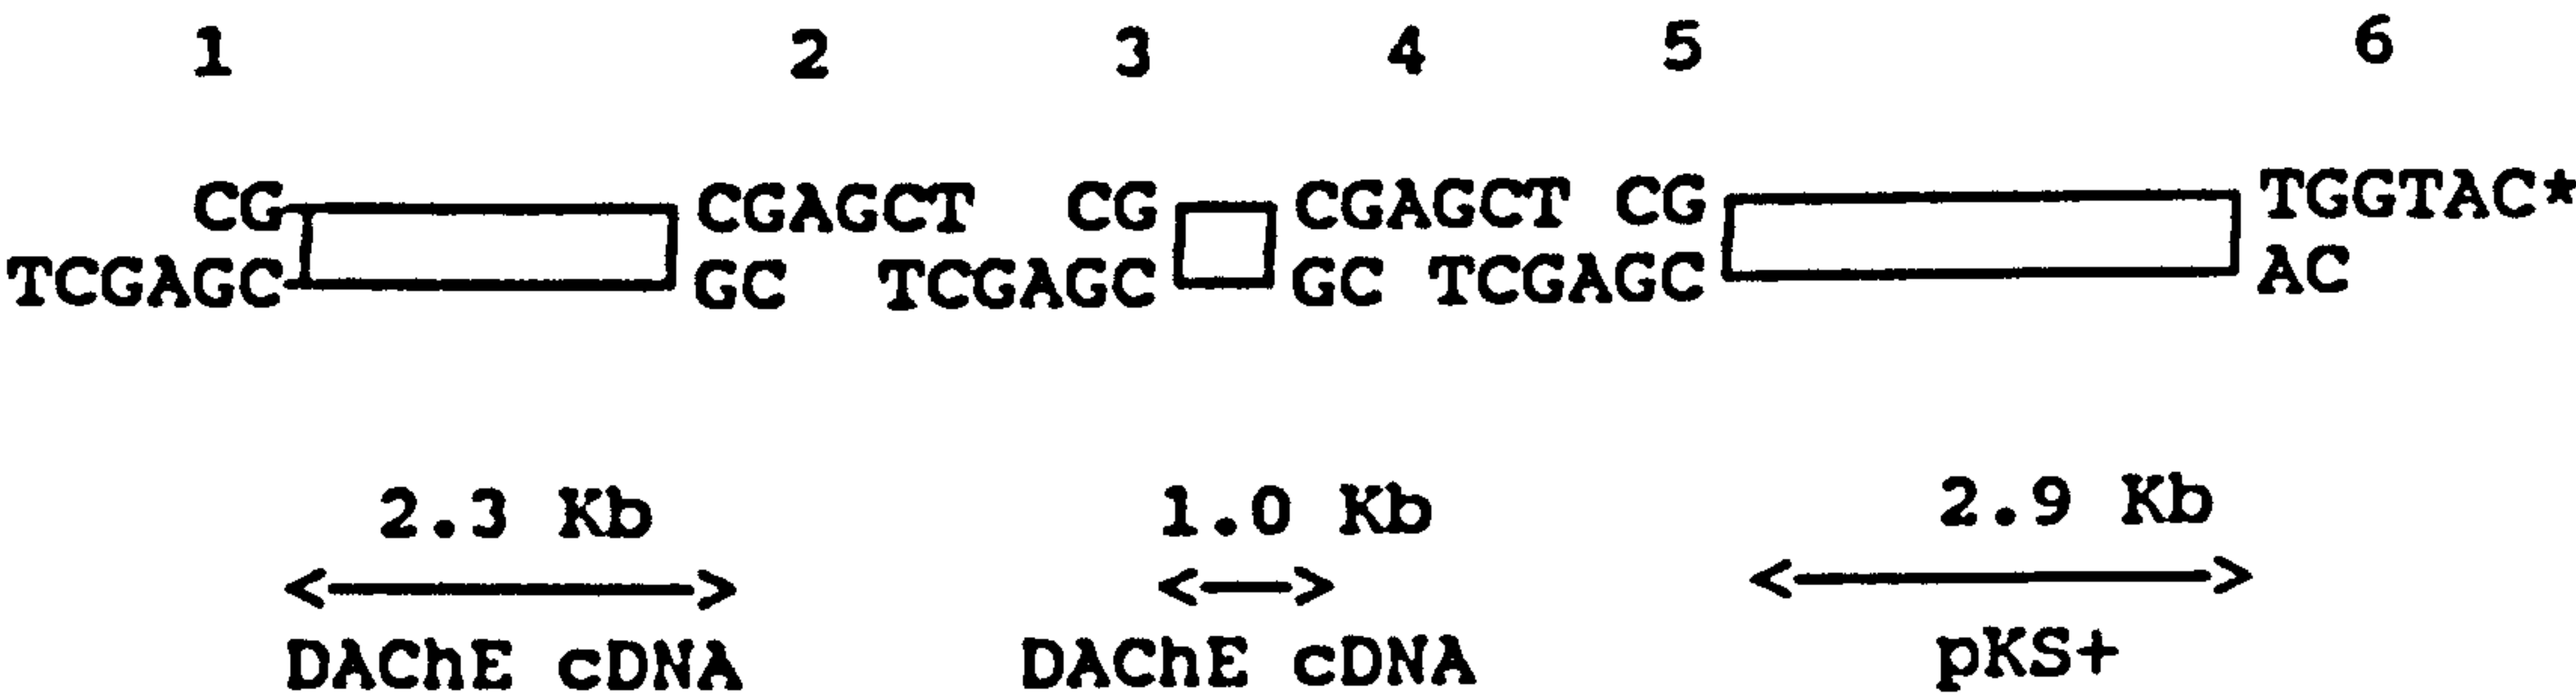 1 2 3 4 5 6
CG CGAGCT CG CGAGCT CG TGGTAC*
TCGAGC GC TCGAGC GC TCGAGC AC
2.3 Kb 1.0 Kb 2.9 Kb
<-----> <--> <----->
DAChE cDNA DAChE cDNA pKS+